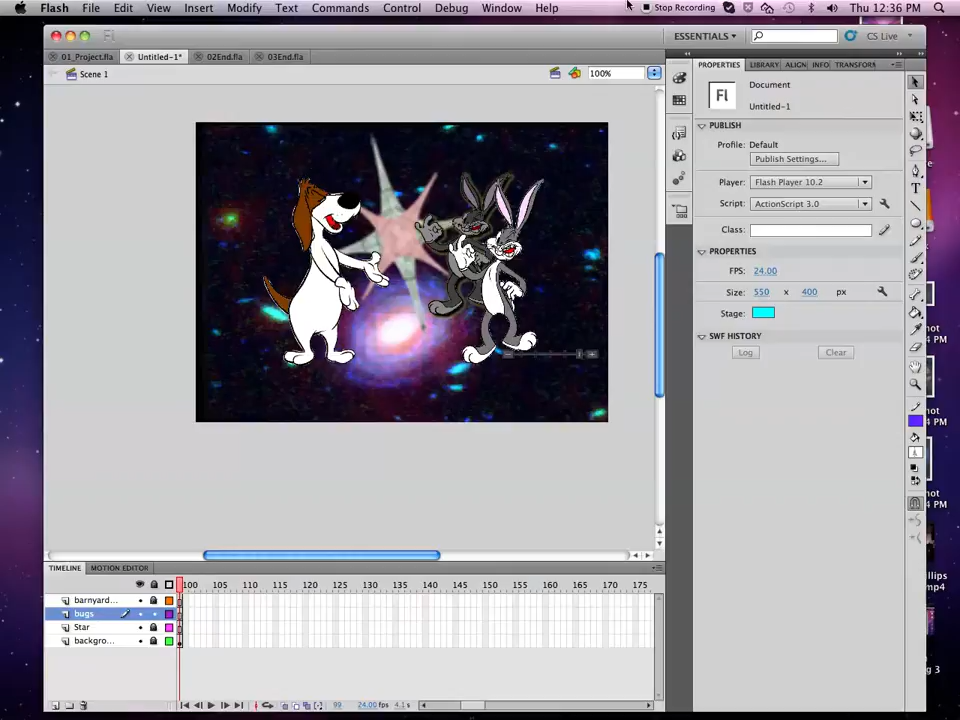 Flash File Edit View Insert Modify Text Commands Control Debug Window Help Stop Recording Thu 12:36 PM
ESSENTIALS CS Live
01_Project.fla Untitled-1* 02End.fla 03End.fla
Scene 1 100%
PROPERTIES LIBRARY ALIGN INFO TRANSFORM
Fl
Document
Untitled-1
PUBLISH
Profile: Default
Publish Settings...
Player: Flash Player 10.2
Script: ActionScript 3.0
Class:
PROPERTIES
FPS: 24.00
Size: 550 x 400 px
Stage:
SWF HISTORY
Log Clear
TIMELINE MOTION EDITOR
100 105 110 115 120 125 130 135 140 145 150 155 160 165 170 175
barnyard...
bugs
Star
backgro...
99 24.00 fps 4.1 s